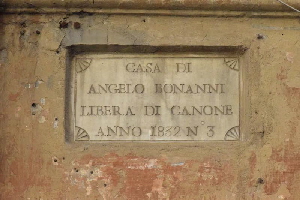 CASA DI
ANGELO BONANNI
LIBERA DI CANONE
ANNO 1832 N° 3